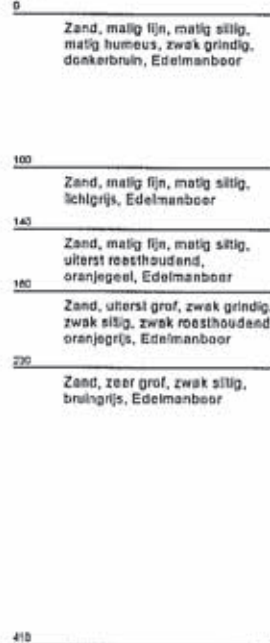 0
Zand, matig fijn, matig siltig,
matig humeus, zwak grindig,
donkerbruin, Edelmanboor
100
Zand, matig fijn, matig siltig,
lichtgrijs, Edelmanboor
140
Zand, matig fijn, matig siltig,
uiterst roesthoudend,
oranjegeel, Edelmanboor
180
Zand, uiterst grof, zwak grindig,
zwak siltig, zwak roesthoudend,
oranjegrijs, Edelmanboor
230
Zand, zeer grof, zwak siltig,
bruingrijs, Edelmanboor
410